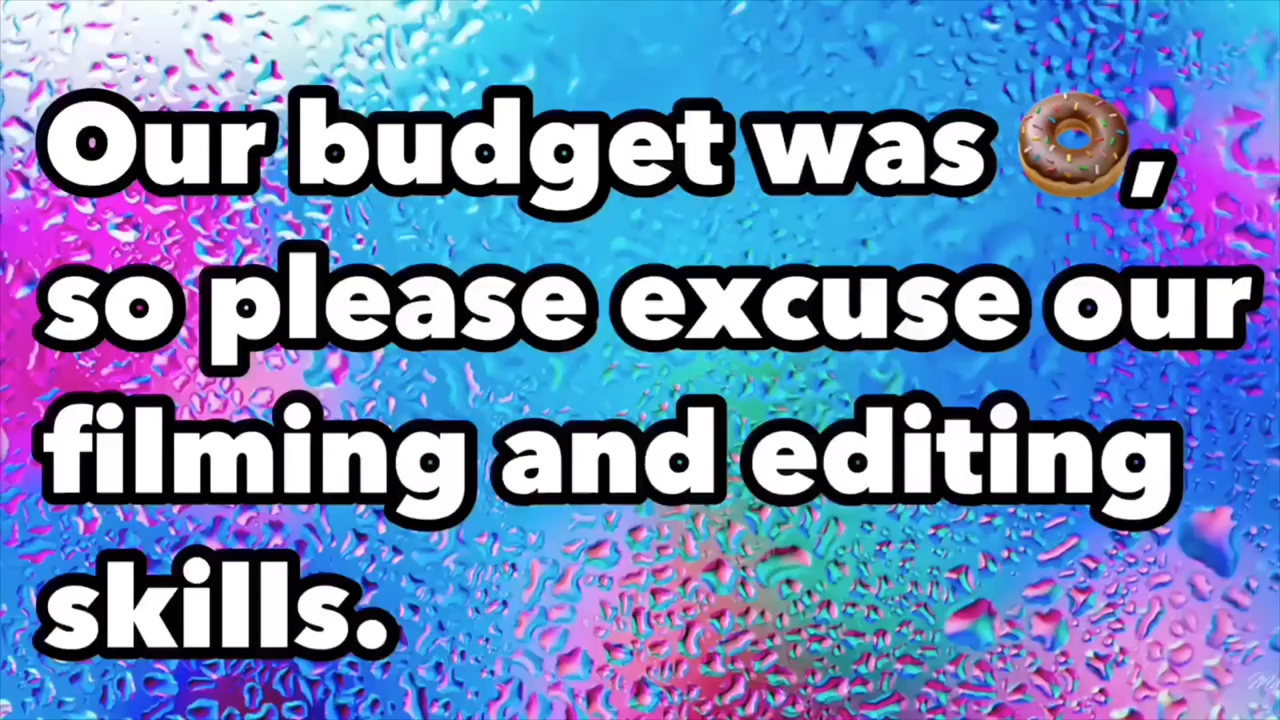 Our budget was 🍩,
so please excuse our
filming and editing
skills.